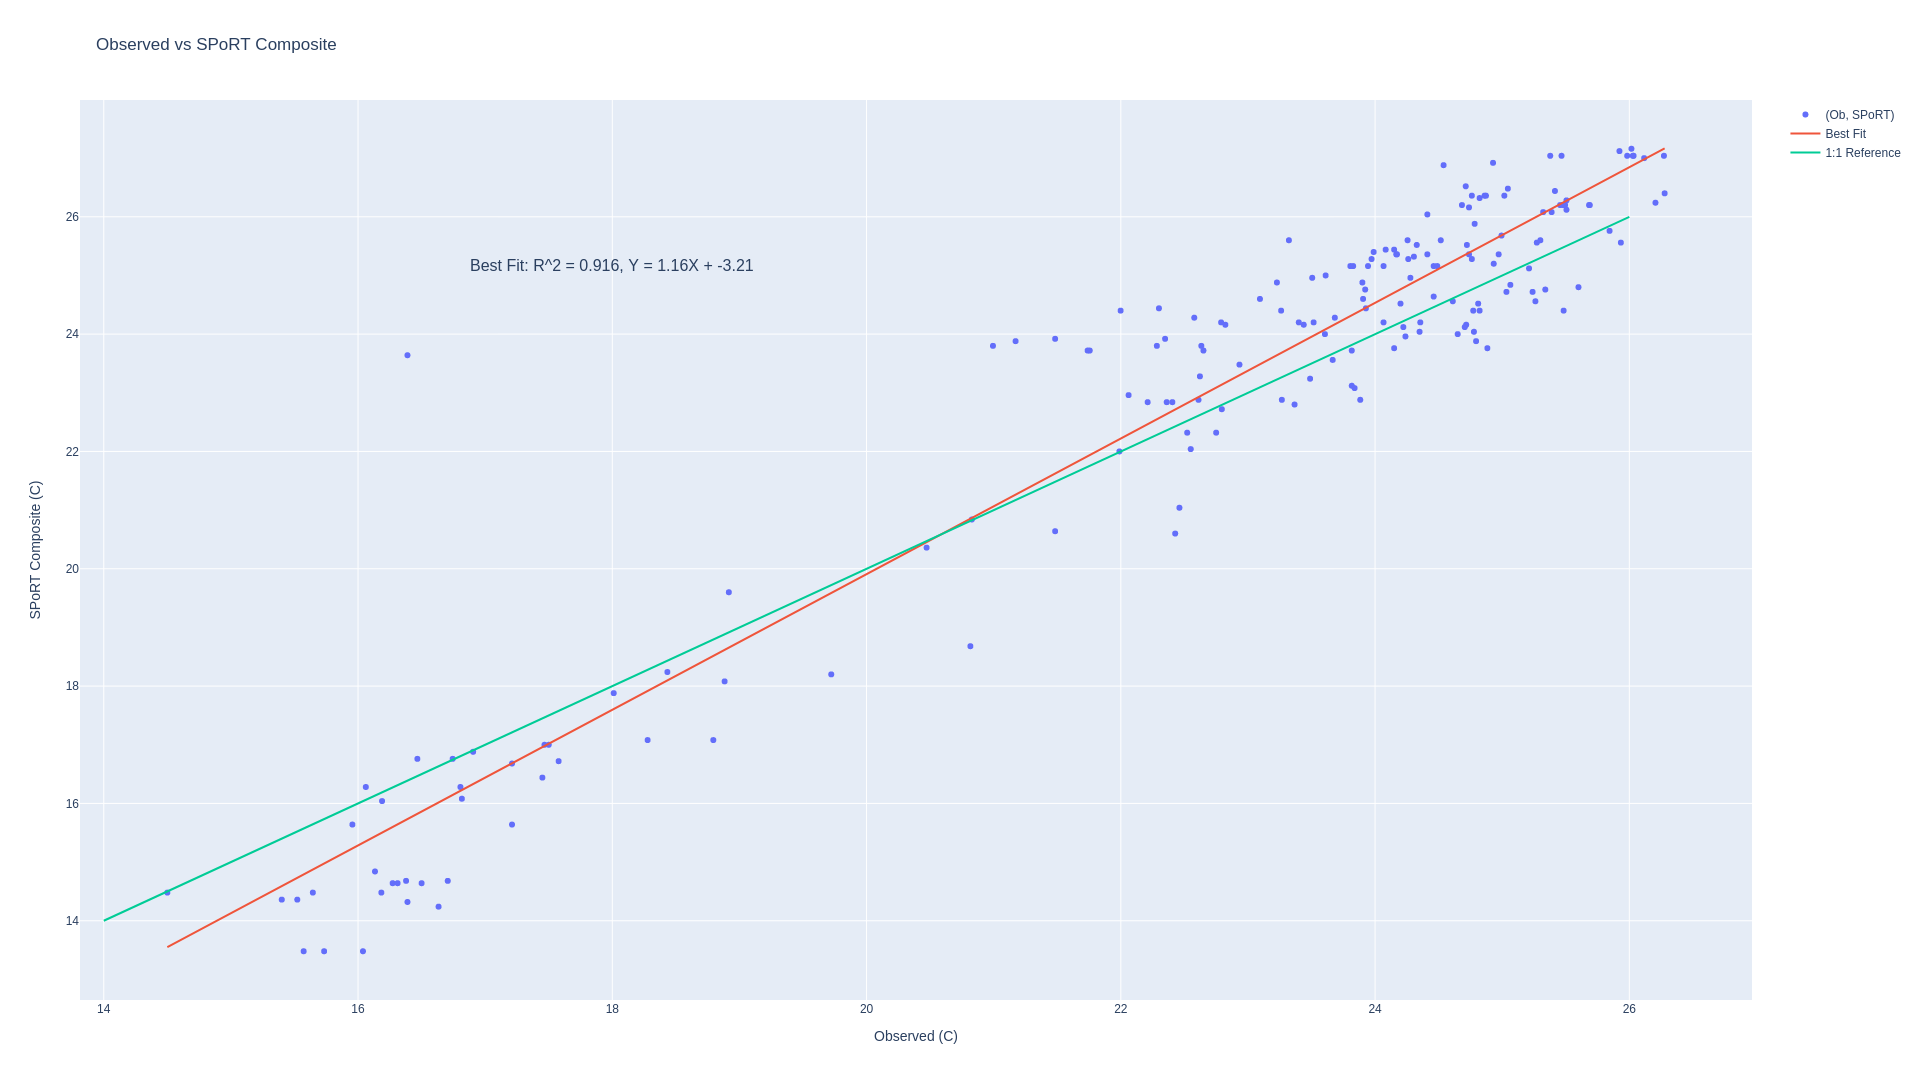 Observed vs SPoRT Composite
(Ob, SPoRT)
Best Fit
1:1 Reference
Best Fit: R^2 = 0.916, Y = 1.16X + -3.21
SPoRT Composite (C)
26
24
22
20
18
16
14
14 16 18 20 22 24 26
Observed (C)